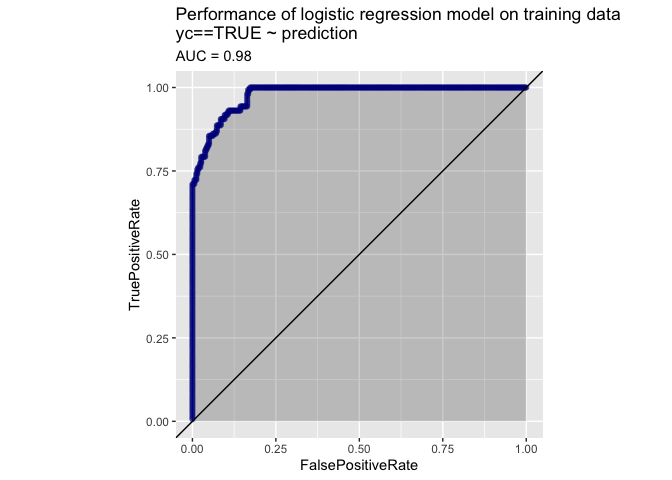 Performance of logistic regression model on training data
yc==TRUE ~ prediction
AUC = 0.98
1.00
0.75
0.50
0.25
0.00
TruePositiveRate
0.00 0.25 0.50 0.75 1.00
FalsePositiveRate